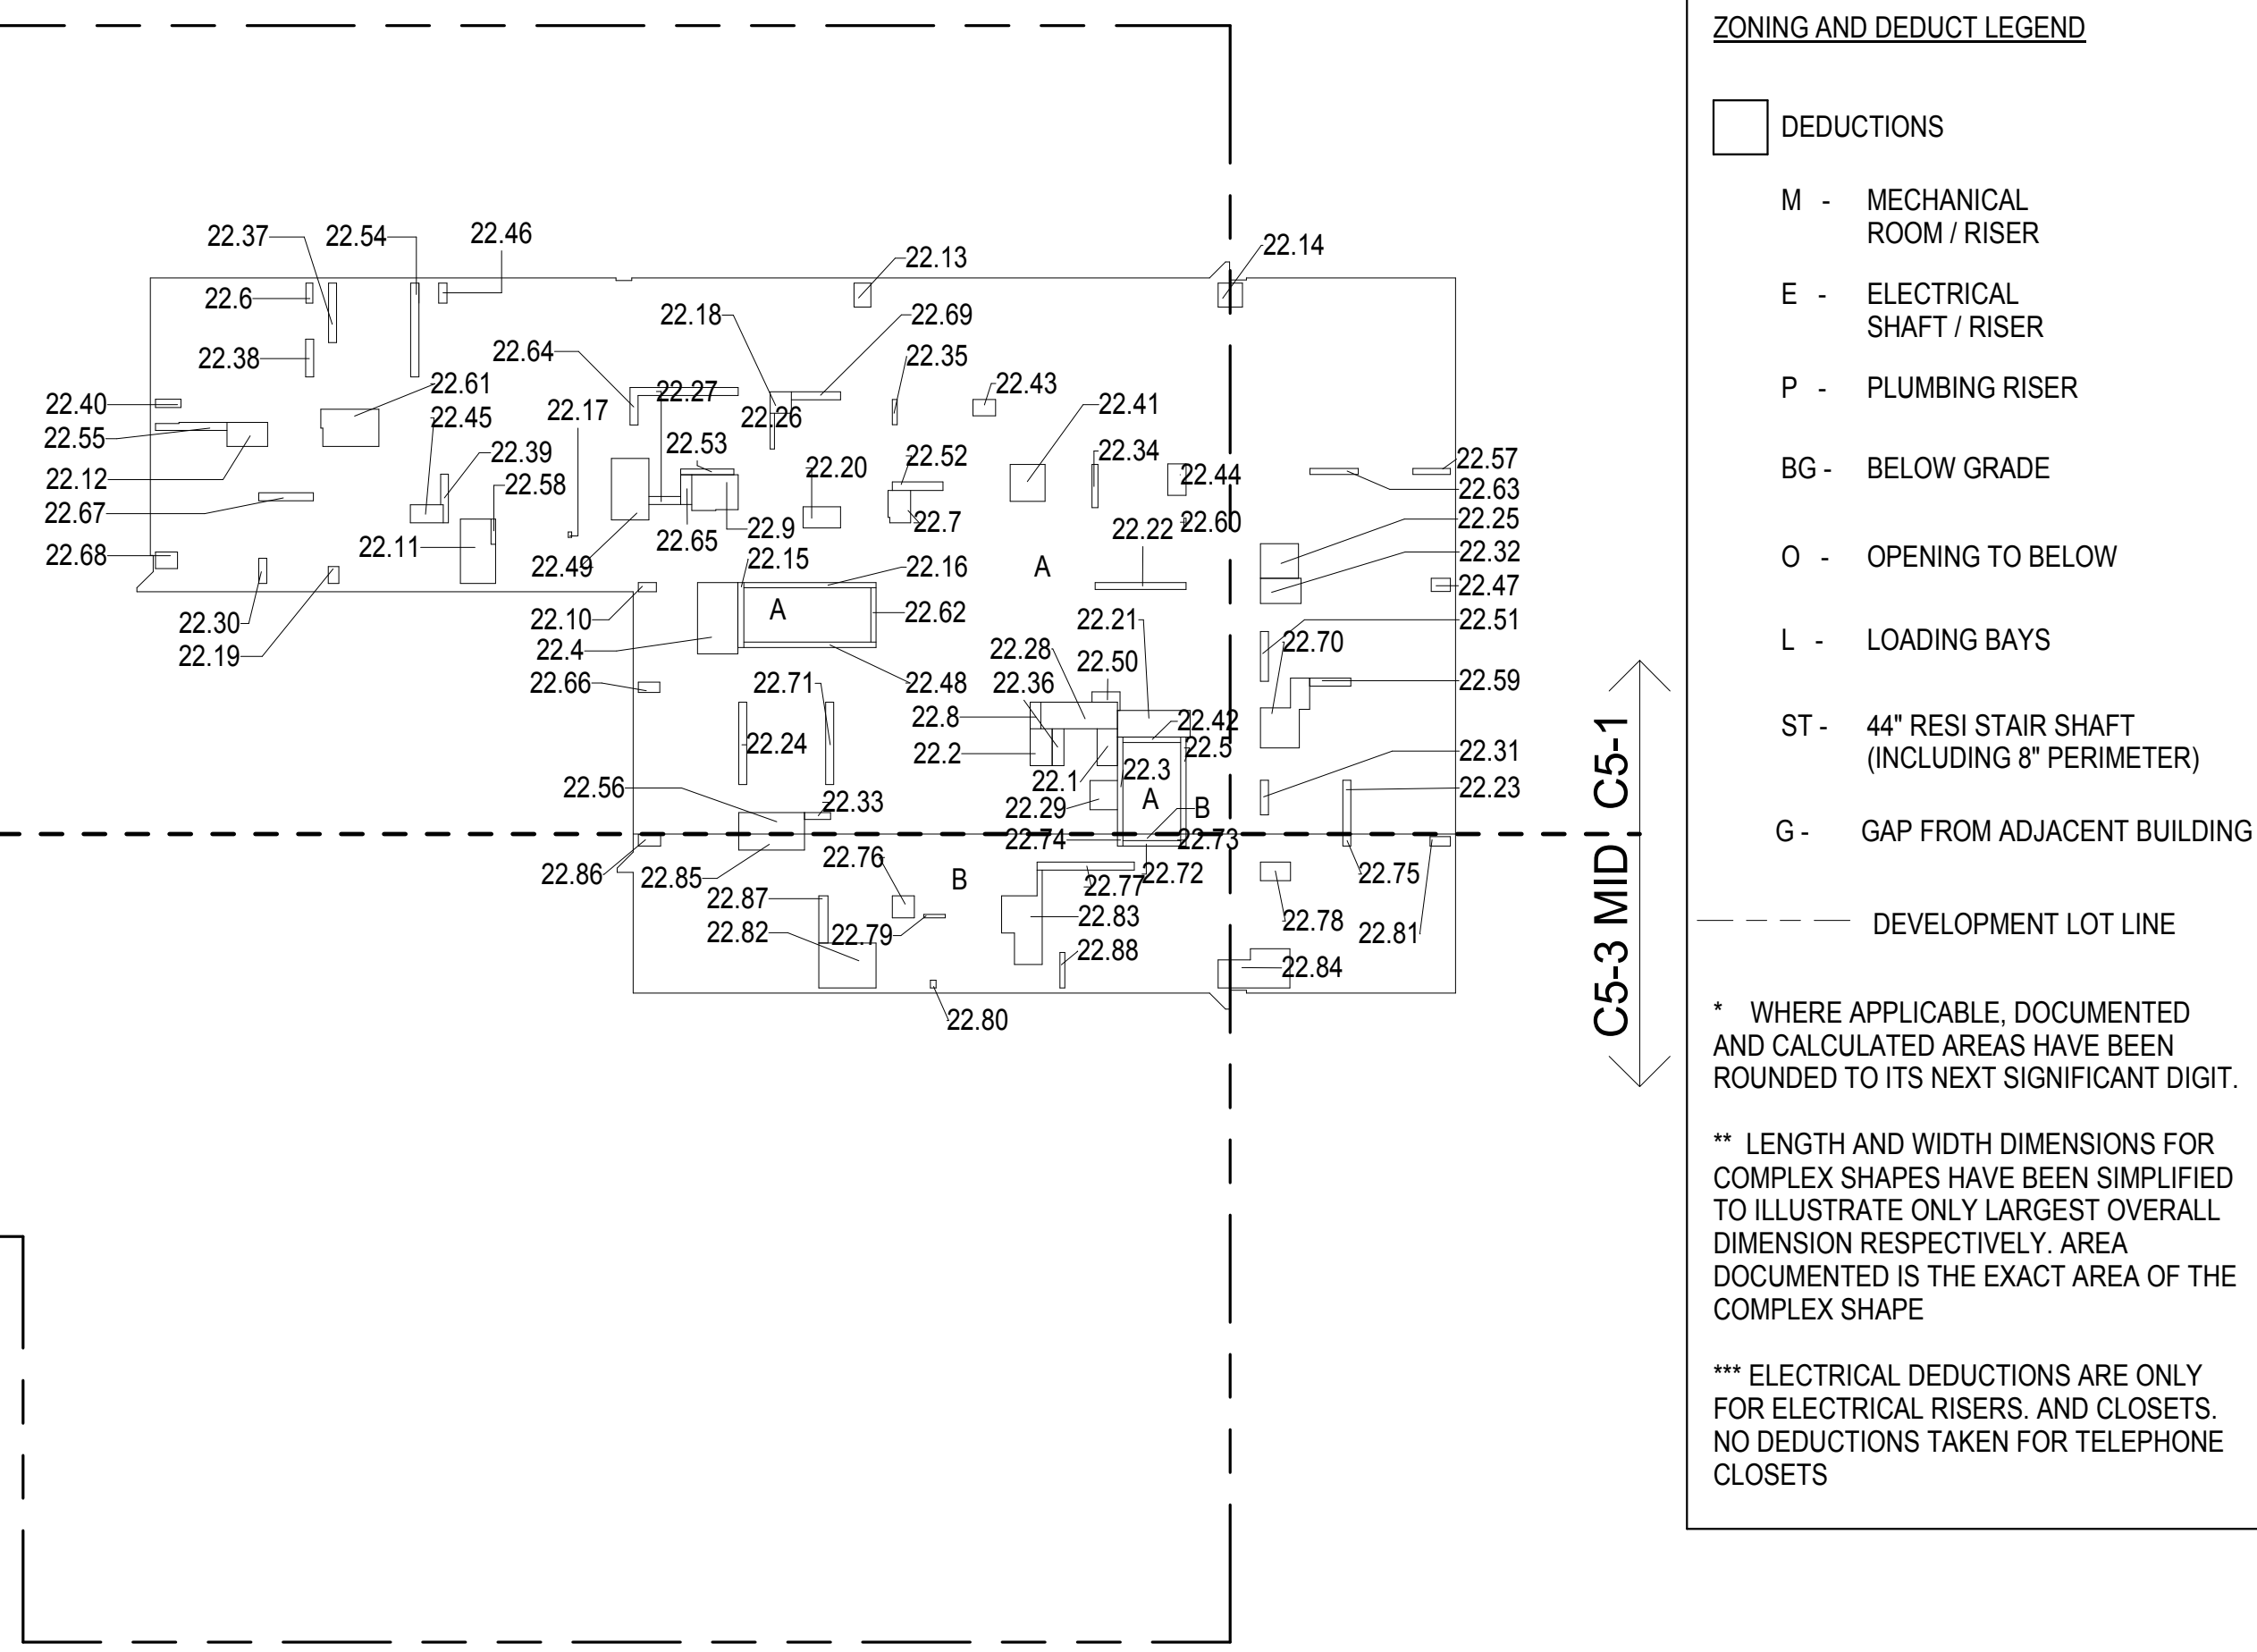 22.37
22.54
22.46
22.13
22.14
22.6
22.18
22.69
22.38
22.64
22.35
22.61
22.27
22.43
22.40
22.45
22.17
22.26
22.41
22.55
22.39
22.53
22.34
22.12
22.58
22.20
22.52
22.44
22.57
22.63
22.67
22.9
22.7
22.22
22.60
22.25
22.68
22.11
22.49
22.65
22.15
22.16
A
22.32
22.47
22.30
22.10
A
22.62
22.21
22.51
22.19
22.4
22.28
22.50
22.70
22.66
22.71
22.48
22.36
22.59
22.24
22.8
22.42
22.2
22.5
22.31
22.1
22.3
22.56
22.33
22.29
A
B
22.23
22.74
22.73
22.86
22.85
22.76
B
22.77
22.72
22.75
22.87
22.83
22.82
22.79
22.88
22.78
22.81
22.84
22.80
C5-3 MID
C5-1
ZONING AND DEDUCT LEGEND
DEDUCTIONS
M - MECHANICAL
ROOM / RISER
E - ELECTRICAL
SHAFT / RISER
P - PLUMBING RISER
BG - BELOW GRADE
O - OPENING TO BELOW
L - LOADING BAYS
ST - 44" RESI STAIR SHAFT
(INCLUDING 8" PERIMETER)
G - GAP FROM ADJACENT BUILDING
DEVELOPMENT LOT LINE
* WHERE APPLICABLE, DOCUMENTED
AND CALCULATED AREAS HAVE BEEN
ROUNDED TO ITS NEXT SIGNIFICANT DIGIT.
** LENGTH AND WIDTH DIMENSIONS FOR
COMPLEX SHAPES HAVE BEEN SIMPLIFIED
TO ILLUSTRATE ONLY LARGEST OVERALL
DIMENSION RESPECTIVELY. AREA
DOCUMENTED IS THE EXACT AREA OF THE
COMPLEX SHAPE
*** ELECTRICAL DEDUCTIONS ARE ONLY
FOR ELECTRICAL RISERS. AND CLOSETS.
NO DEDUCTIONS TAKEN FOR TELEPHONE
CLOSETS